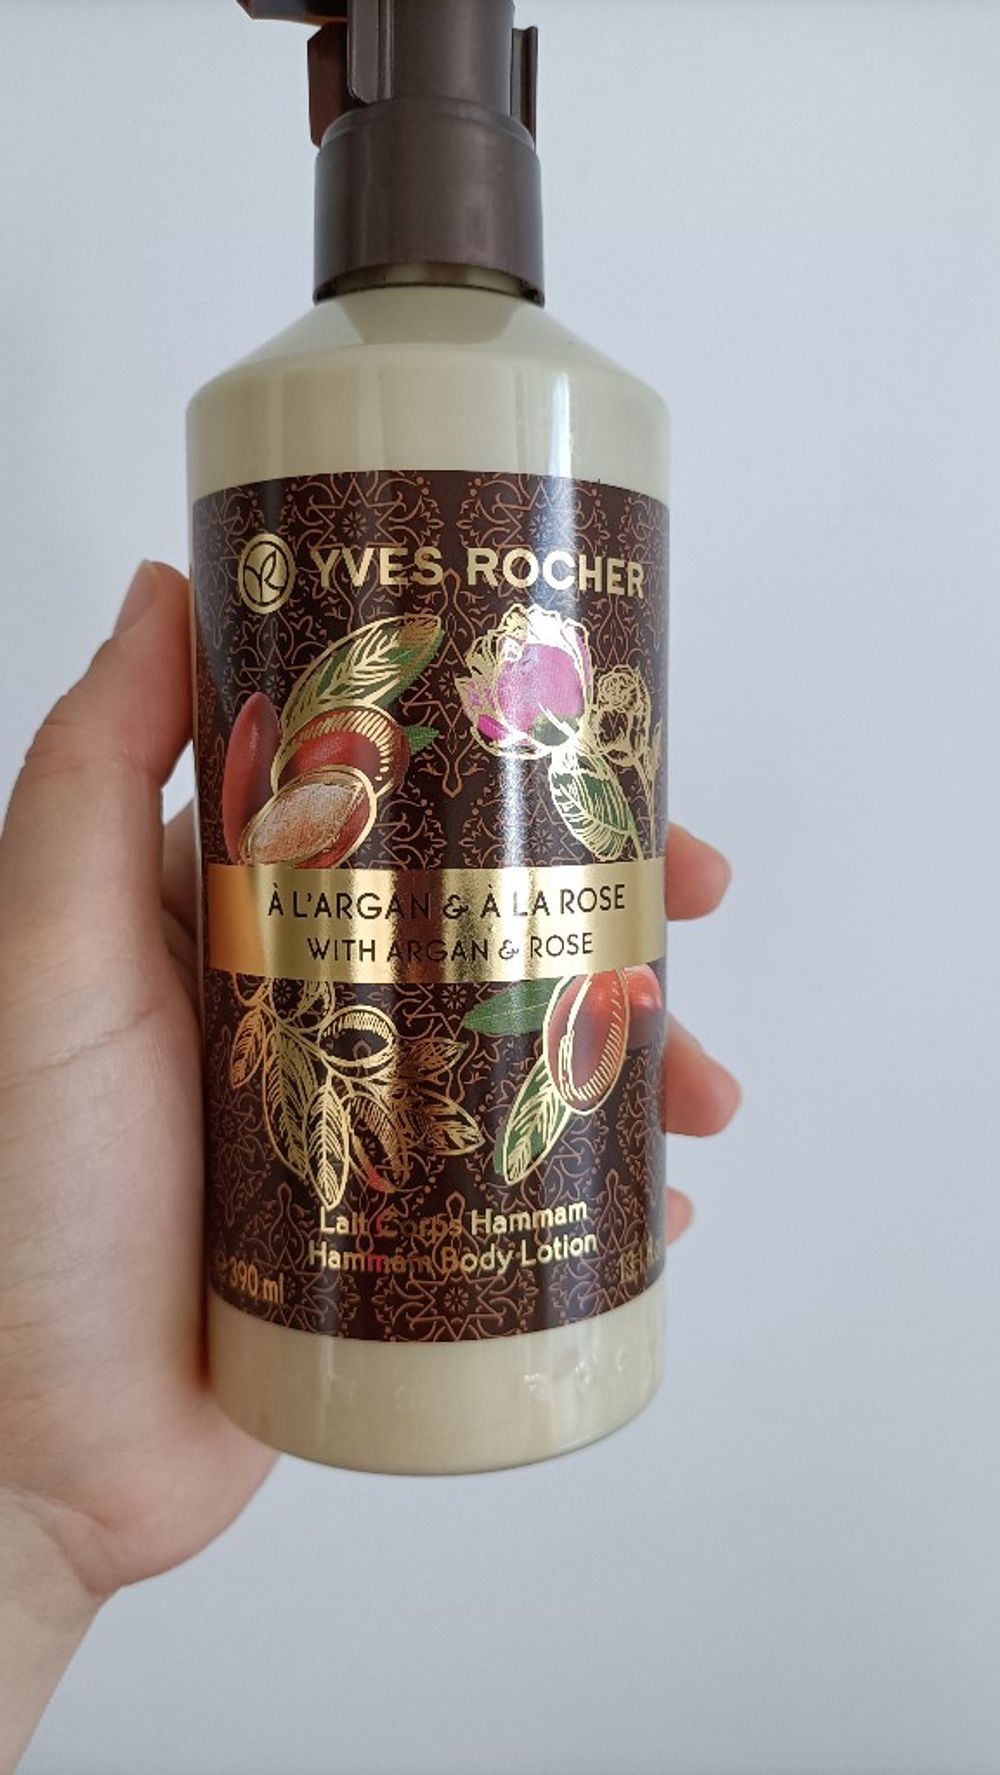 YVES ROCHER
À L'ARGAN & À LA ROSE
WITH ARGAN & ROSE
Lait Corps Hammam
Hammam Body Lotion
390 ml